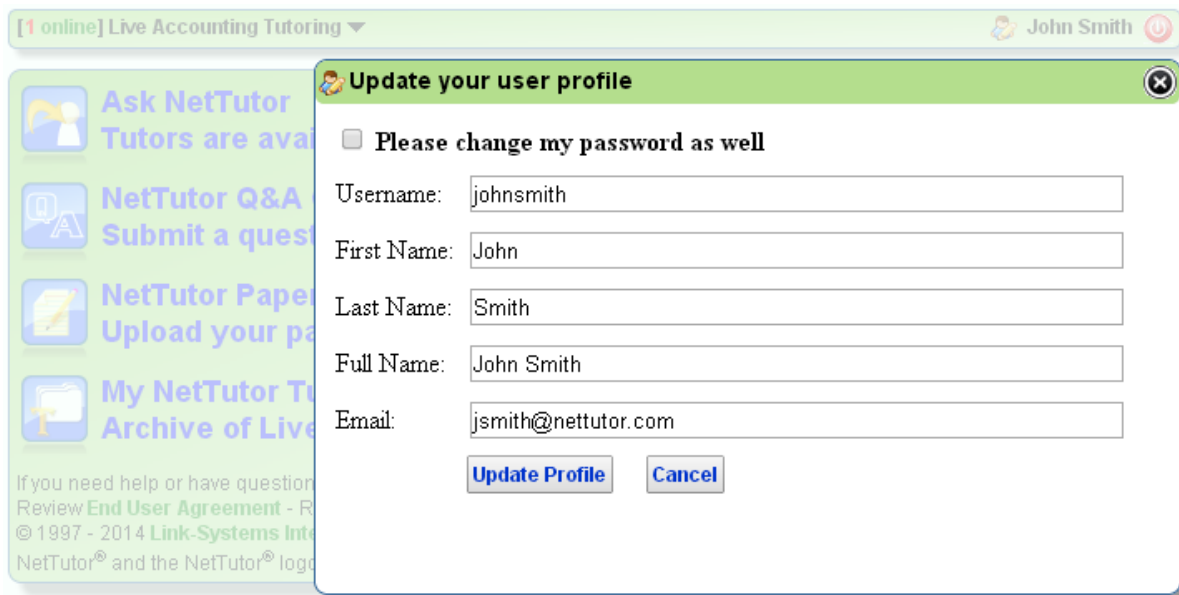 [1 online] Live Accounting Tutoring
John Smith
Update your user profile
Please change my password as well
Username: johnsmith
First Name: John
Last Name: Smith
Full Name: John Smith
Email: jsmith@nettutor.com
Update Profile Cancel
Ask NetTutor
Tutors are avai
NetTutor Q&A
Submit a quest
Q A
NetTutor Paper
Upload your pa
My NetTutor Tu
Archive of Live
If you need help or have question
Review End User Agreement - R
© 1997 - 2014 Link-Systems Inte
NetTutor® and the NetTutor® logo